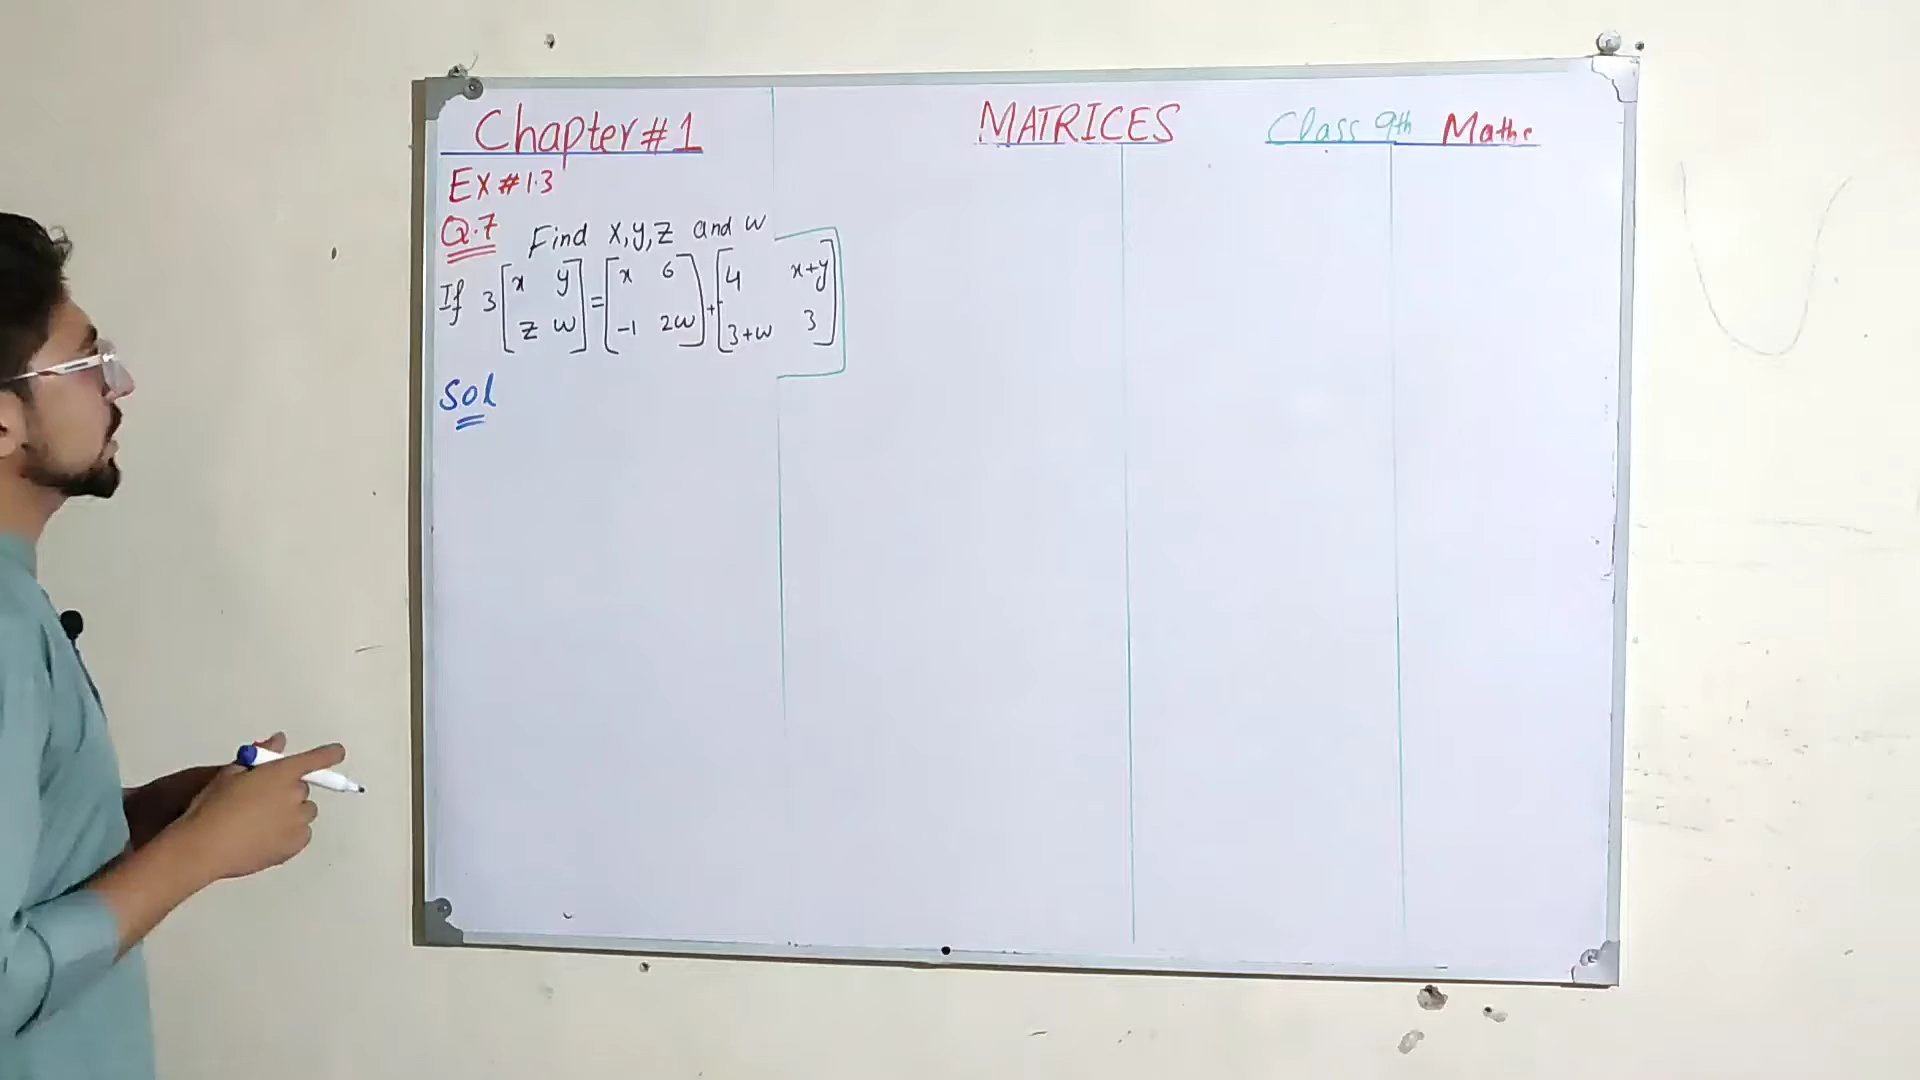 Chapter#1 MATRICES Class 9th Maths
Ex#1.3
Q.7 Find x,y,z and w
If 3[x y = [x 6 + [4 x+y
z w] -1 2w] 3+w 3]
Sol